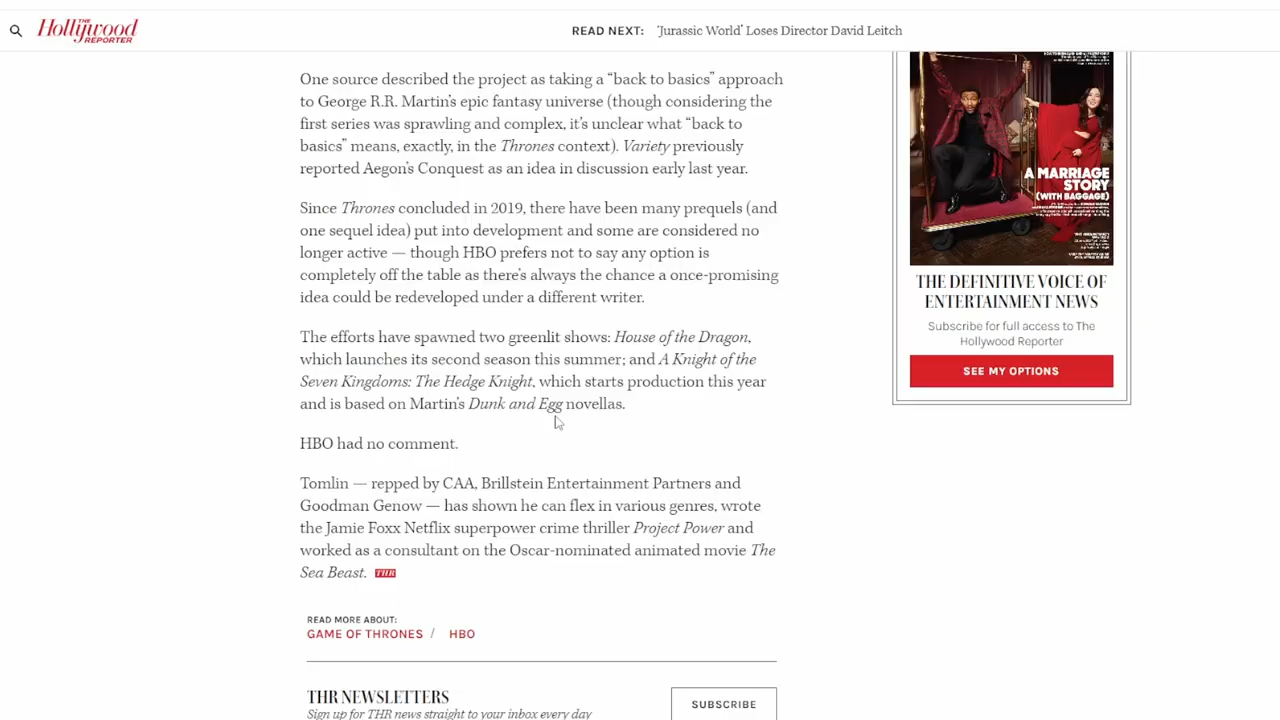 THE
Hollywood
REPORTER
READ NEXT: 'Jurassic World' Loses Director David Leitch
One source described the project as taking a “back to basics” approach
to George R.R. Martin’s epic fantasy universe (though considering the
first series was sprawling and complex, it’s unclear what “back to
basics” means, exactly, in the Thrones context). Variety previously
reported Aegon’s Conquest as an idea in discussion early last year.
Since Thrones concluded in 2019, there have been many prequels (and
one sequel idea) put into development and some are considered no
longer active — though HBO prefers not to say any option is
completely off the table as there’s always the chance a once-promising
idea could be redeveloped under a different writer.
The efforts have spawned two greenlit shows: House of the Dragon,
which launches its second season this summer; and A Knight of the
Seven Kingdoms: The Hedge Knight, which starts production this year
and is based on Martin’s Dunk and Egg novellas.
HBO had no comment.
Tomlin — repped by CAA, Brillstein Entertainment Partners and
Goodman Genow — has shown he can flex in various genres, wrote
the Jamie Foxx Netflix superpower crime thriller Project Power and
worked as a consultant on the Oscar-nominated animated movie The
Sea Beast. THR
READ MORE ABOUT:
GAME OF THRONES / HBO
THR NEWSLETTERS
Sign up for THR news straight to your inbox every day
SUBSCRIBE
A MARRIAGE
STORY
(WITH BAGGAGE)
THE DEFINITIVE VOICE OF
ENTERTAINMENT NEWS
Subscribe for full access to The
Hollywood Reporter
SEE MY OPTIONS